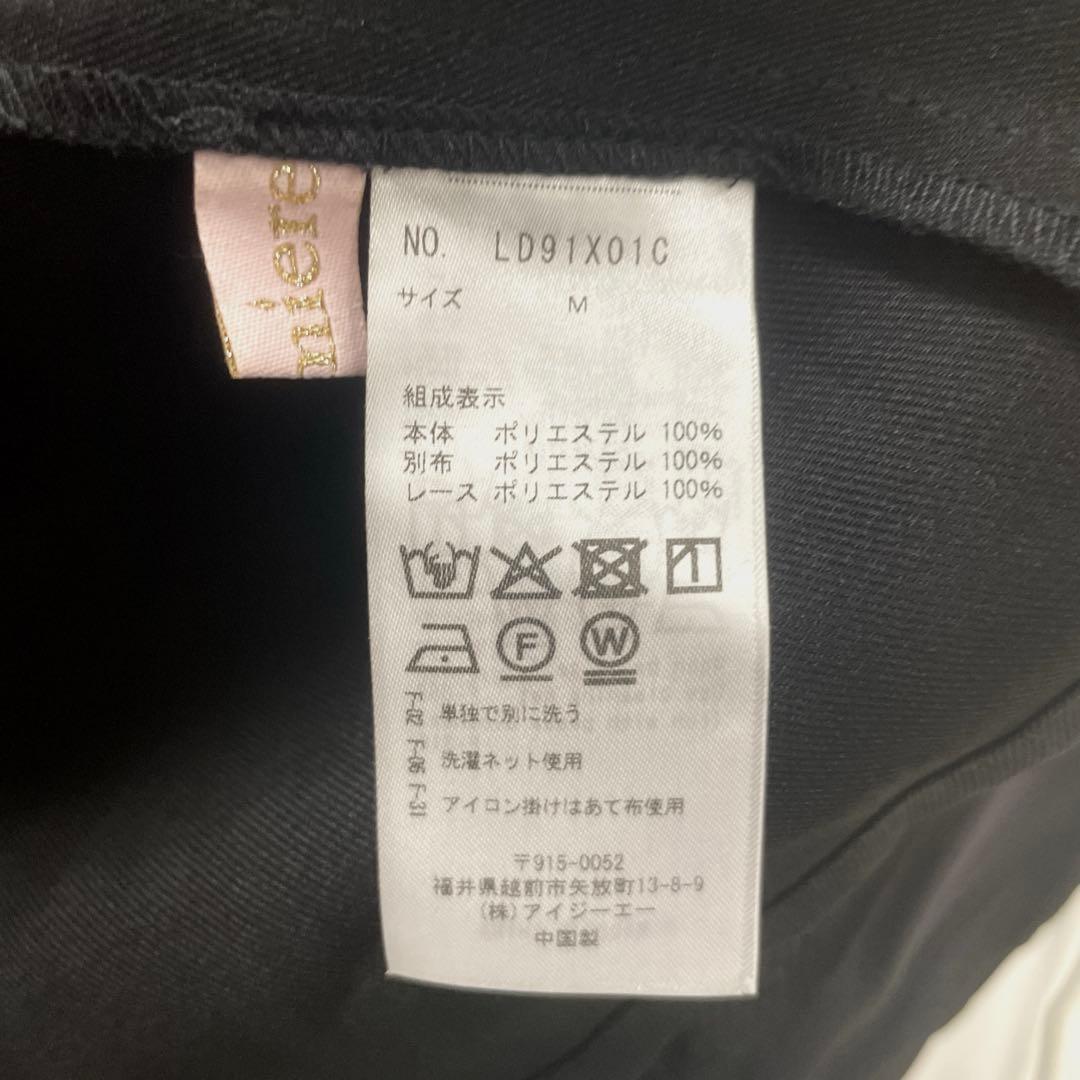 niere
NO. LD91X01C
サイズ M
組成表示
本体 ポリエステル 100%
別布 ポリエステル 100%
レース ポリエステル 100%
F W
F-02 単独で別に洗う
F-06 洗濯ネット使用
F-31 アイロン掛けはあて布使用
〒915-0052
福井県越前市矢放町13-8-9
(株)アイジーエー
中国製